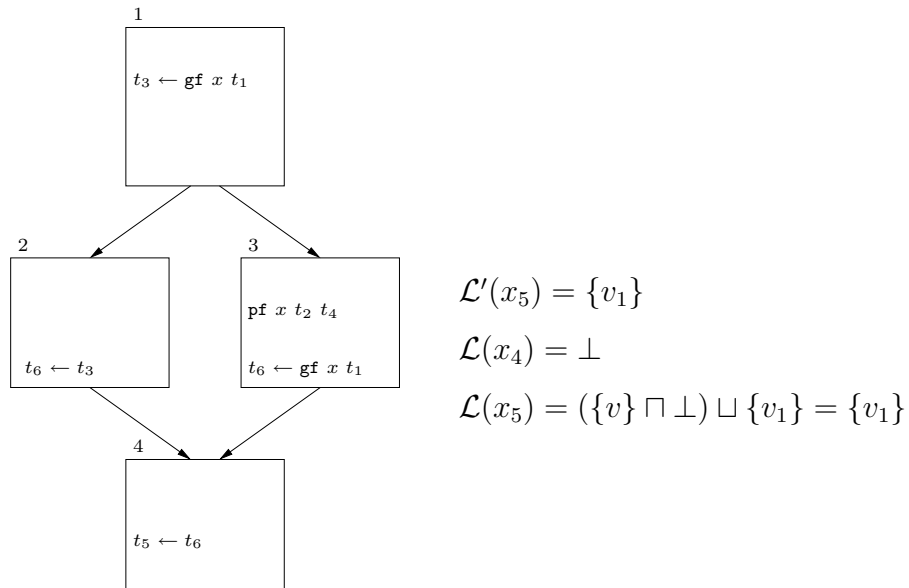 1
t₃ ← gf x t₁
2
3
pf x t₂ t₄
t₆ ← t₃
t₆ ← gf x t₁
4
t₅ ← t₆
ℒ′(x₅) = {v₁}
ℒ(x₄) = ⊥
ℒ(x₅) = ({v} ⊓ ⊥) ⊔ {v₁} = {v₁}